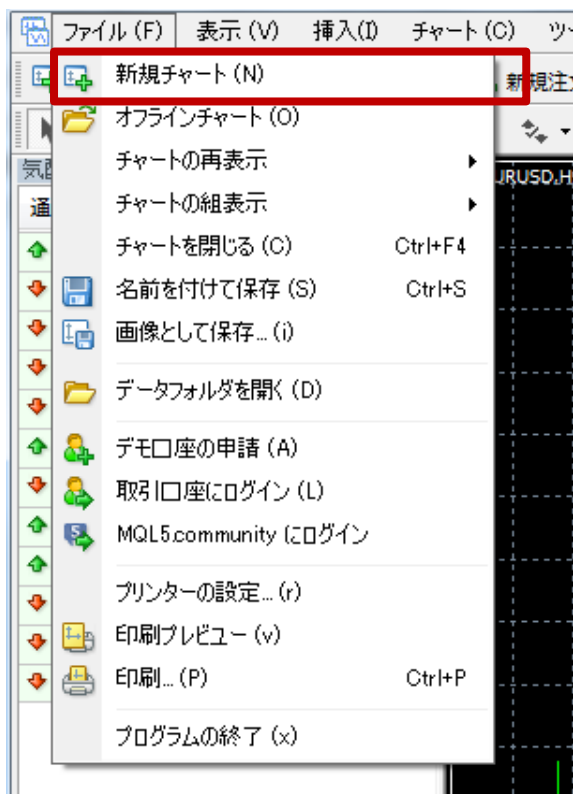 ファイル (F) 表示 (V) 挿入(I) チャート (C) ツー
新規チャート (N)
新規注文
オフラインチャート (O)
チャートの再表示
チャートの組表示
チャートを閉じる (C) Ctrl+F4
名前を付けて保存 (S) Ctrl+S
画像として保存... (i)
データフォルダを開く (D)
デモ口座の申請 (A)
取引口座にログイン (L)
MQL5.community にログイン
プリンターの設定... (r)
印刷プレビュー (v)
印刷... (P) Ctrl+P
プログラムの終了 (x)
気配
通
URUSD,H